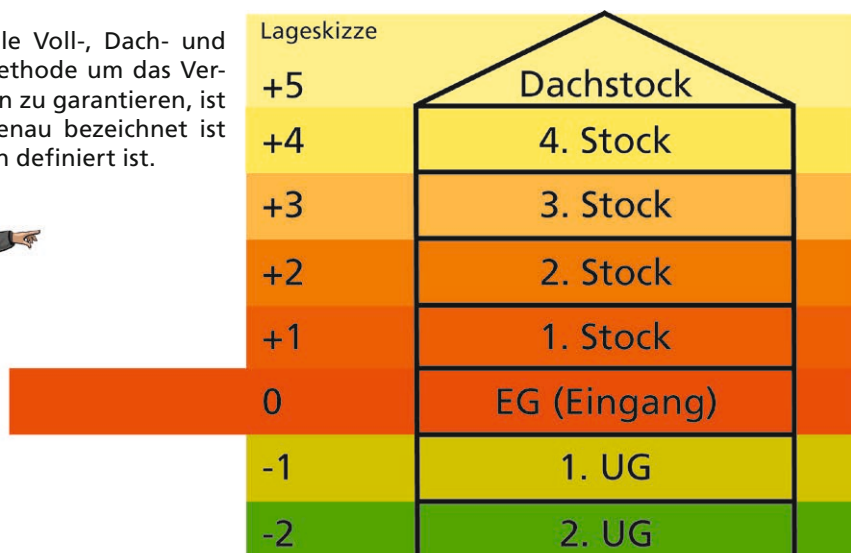 le Voll-, Dach- und
ethode um das Ver-
n zu garantieren, ist
enau bezeichnet ist
definiert ist.
Lageskizze
+5 Dachstock
+4 4. Stock
+3 3. Stock
+2 2. Stock
+1 1. Stock
0 EG (Eingang)
-1 1. UG
-2 2. UG